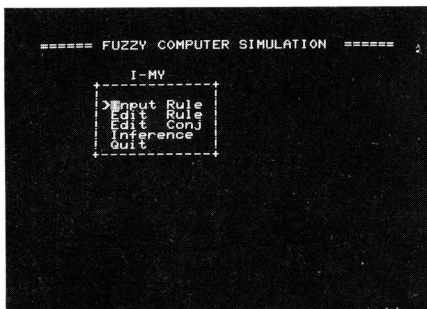 ====== FUZZY COMPUTER SIMULATION ======
I-MY
>Input Rule
Edit Rule
Edit Conj
Inference
Quit